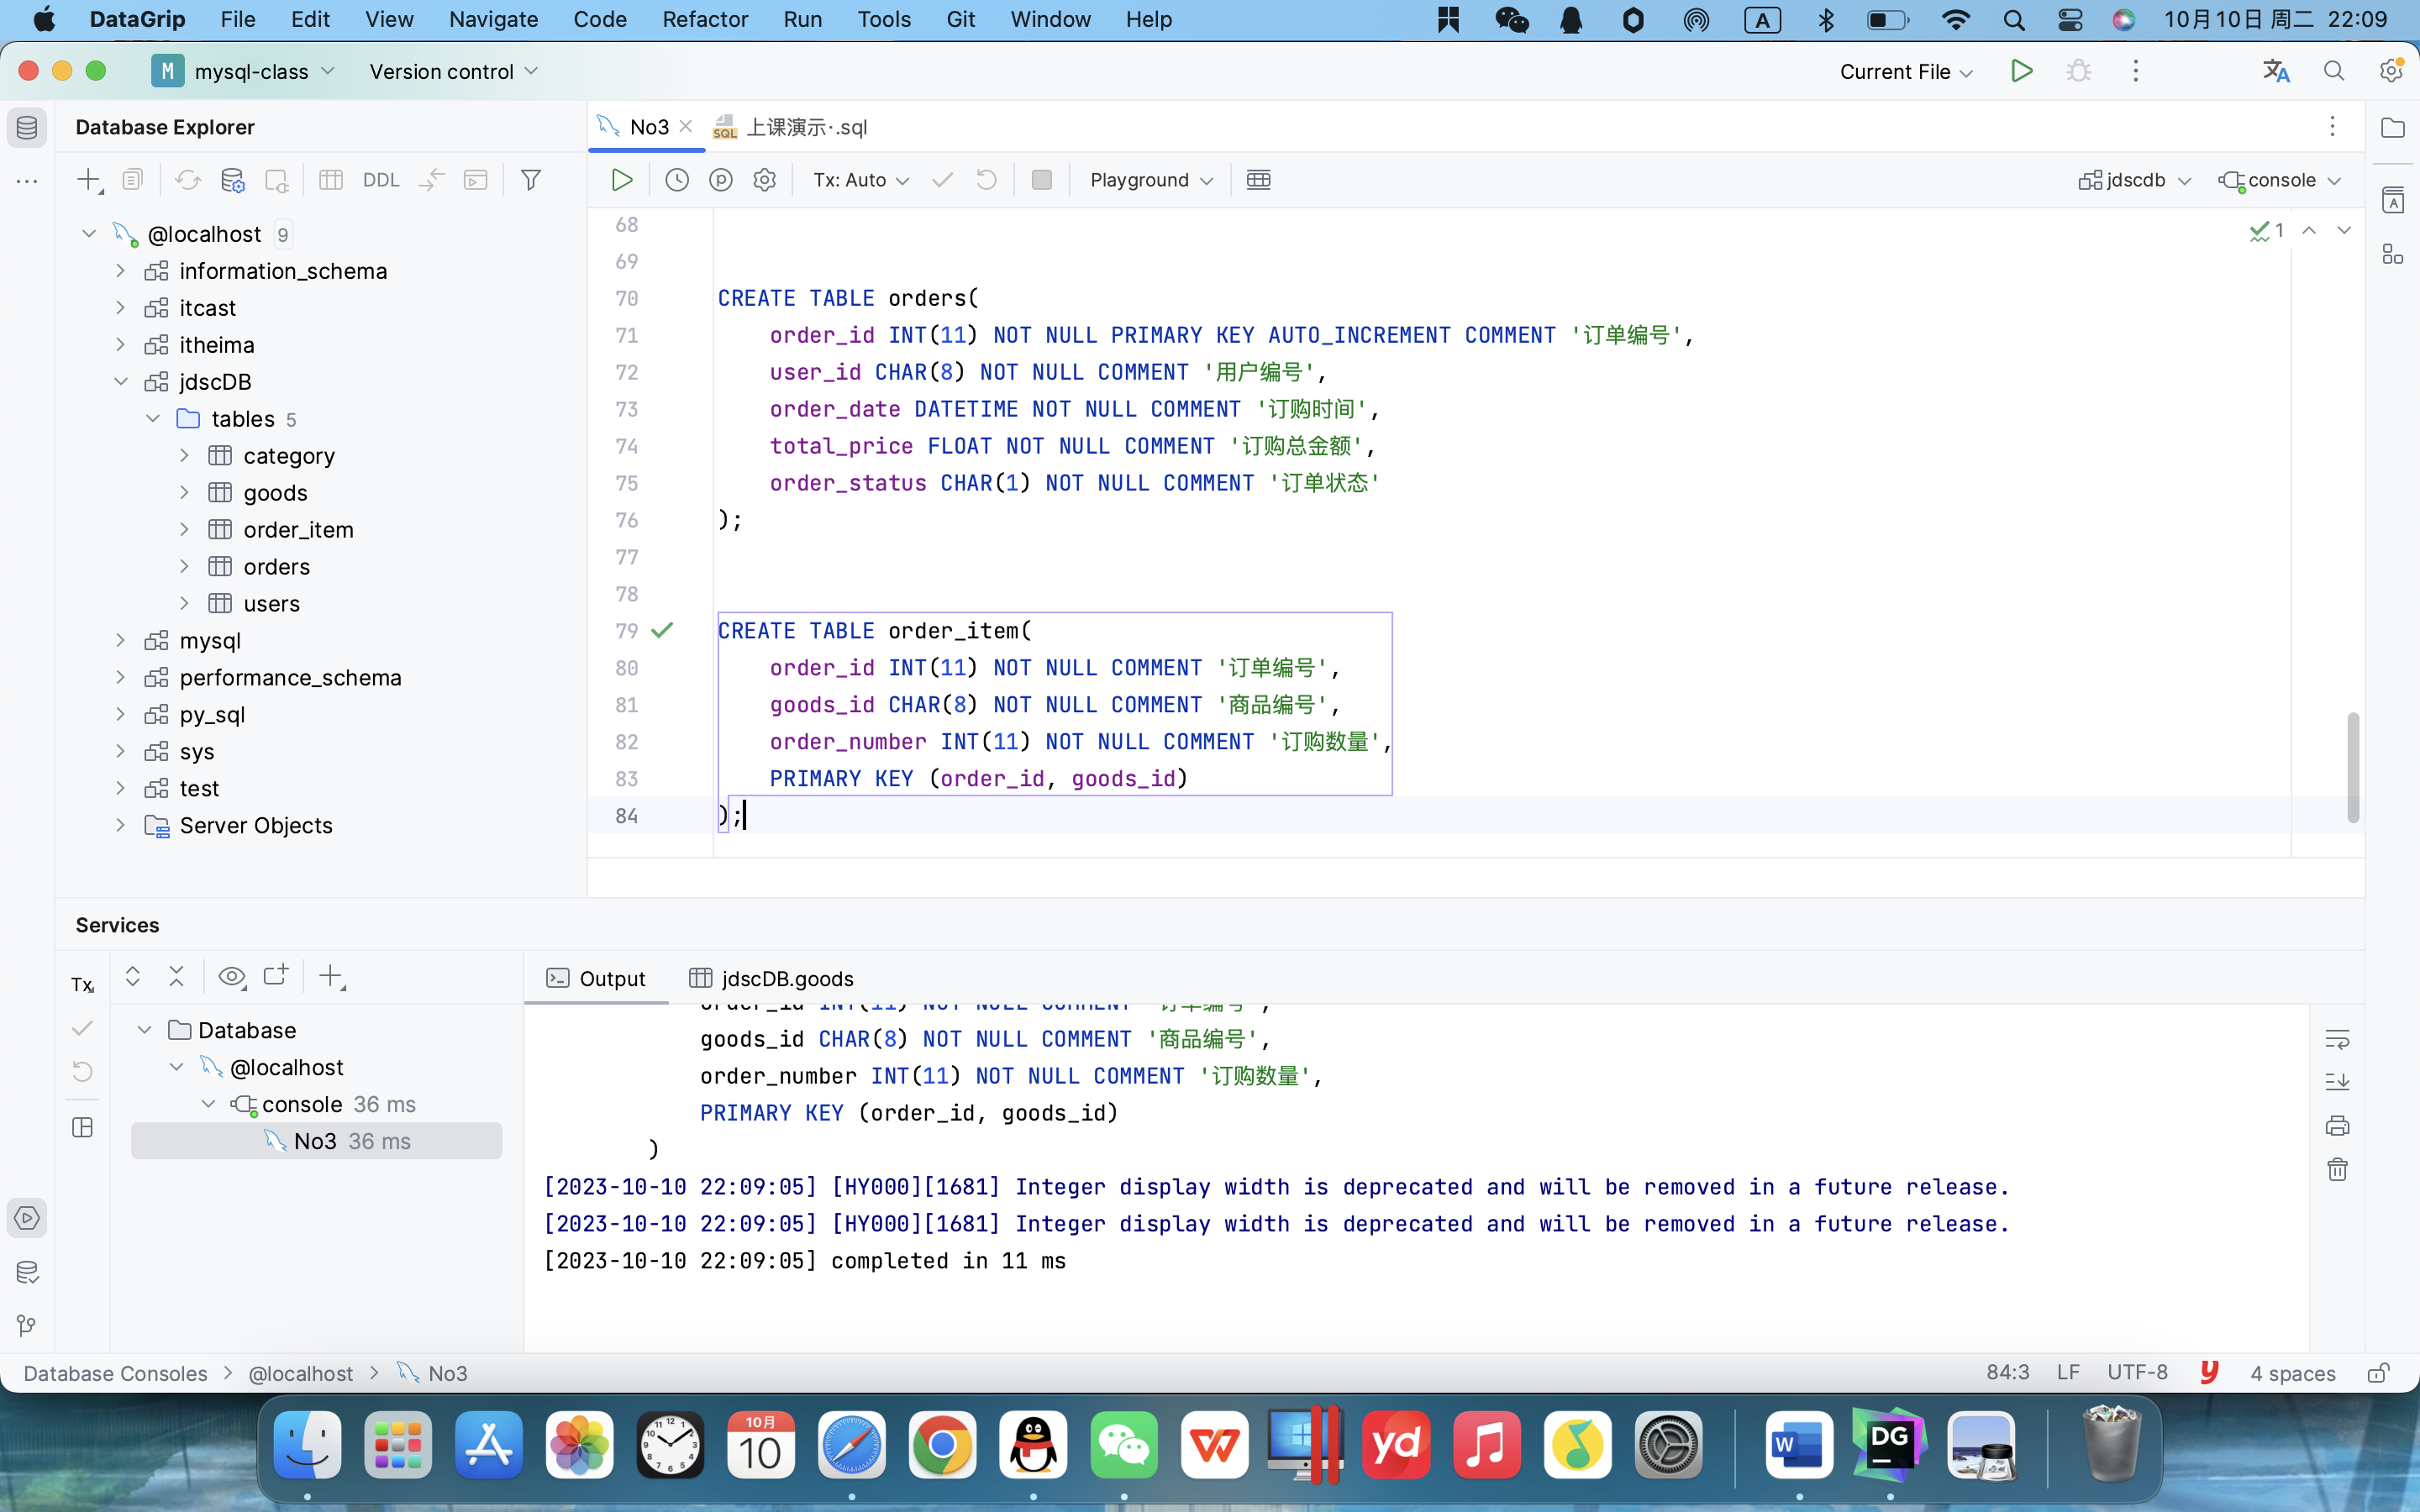 DataGrip File Edit View Navigate Code Refactor Run Tools Git Window Help A 10月10日 周二 22:09
M mysql-class Version control Current File
Database Explorer
No3 上课演示·.sql
DDL
Tx: Auto Playground jdscdb console
@localhost 9
information_schema
itcast
itheima
jdscDB
tables 5
category
goods
order_item
orders
users
mysql
performance_schema
py_sql
sys
test
Server Objects
1
68
69
70 CREATE TABLE orders(
71 order_id INT(11) NOT NULL PRIMARY KEY AUTO_INCREMENT COMMENT '订单编号',
72 user_id CHAR(8) NOT NULL COMMENT '用户编号',
73 order_date DATETIME NOT NULL COMMENT '订购时间',
74 total_price FLOAT NOT NULL COMMENT '订购总金额',
75 order_status CHAR(1) NOT NULL COMMENT '订单状态'
76 );
77
78
79 CREATE TABLE order_item(
80 order_id INT(11) NOT NULL COMMENT '订单编号',
81 goods_id CHAR(8) NOT NULL COMMENT '商品编号',
82 order_number INT(11) NOT NULL COMMENT '订购数量',
83 PRIMARY KEY (order_id, goods_id)
84 );
Services
Tx
Database
@localhost
console 36 ms
No3 36 ms
Output jdscDB.goods
order_id INT(11) NOT NULL COMMENT '订单编号',
goods_id CHAR(8) NOT NULL COMMENT '商品编号',
order_number INT(11) NOT NULL COMMENT '订购数量',
PRIMARY KEY (order_id, goods_id)
)
[2023-10-10 22:09:05] [HY000][1681] Integer display width is deprecated and will be removed in a future release.
[2023-10-10 22:09:05] [HY000][1681] Integer display width is deprecated and will be removed in a future release.
[2023-10-10 22:09:05] completed in 11 ms
Database Consoles > @localhost > No3 84:3 LF UTF-8 y 4 spaces
10月
10
yd
W
DG